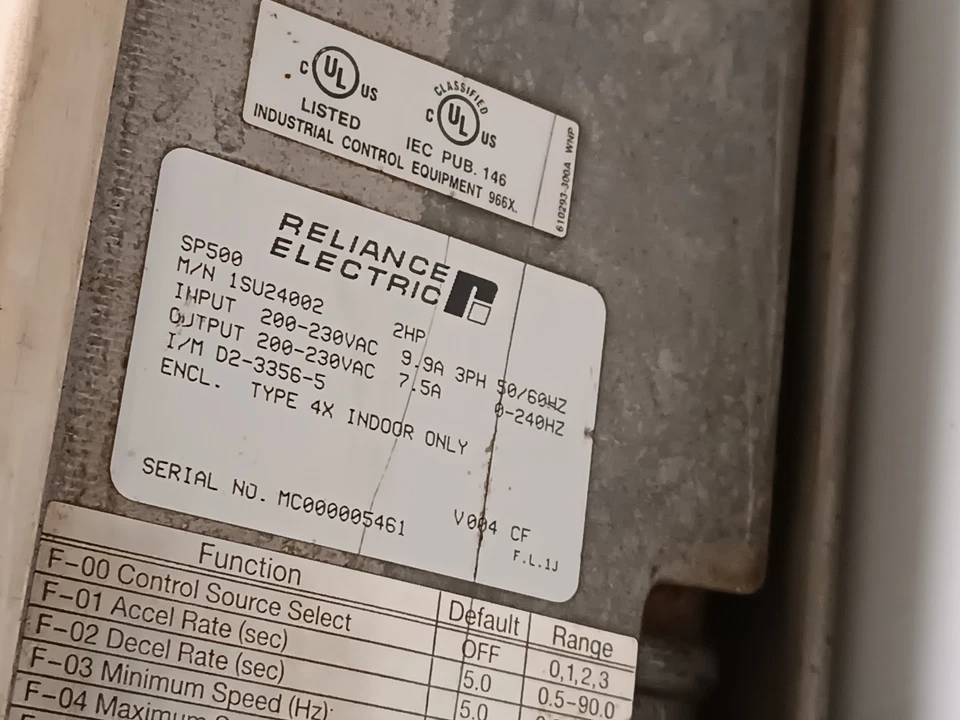 C UL US
LISTED
CLASSIFIED
C UL US
IEC PUB. 146
INDUSTRIAL CONTROL EQUIPMENT 966X.
610293-300A WNP
RELIANCE
ELECTRIC
SP500
M/N 1SU24002 2HP
INPUT 200-230VAC 9.9A 3PH 50/60HZ
OUTPUT 200-230VAC 7.5A 0-240HZ
I/M D2-3356-5
ENCL. TYPE 4X INDOOR ONLY
SERIAL NO. MC000005461 V004 CF
F.L.1J
Function Default Range
F-00 Control Source Select OFF 0,1,2,3
F-01 Accel Rate (sec) 5.0 0.5-90.0
F-02 Decel Rate (sec) 5.0
F-03 Minimum Speed (Hz)
F-04